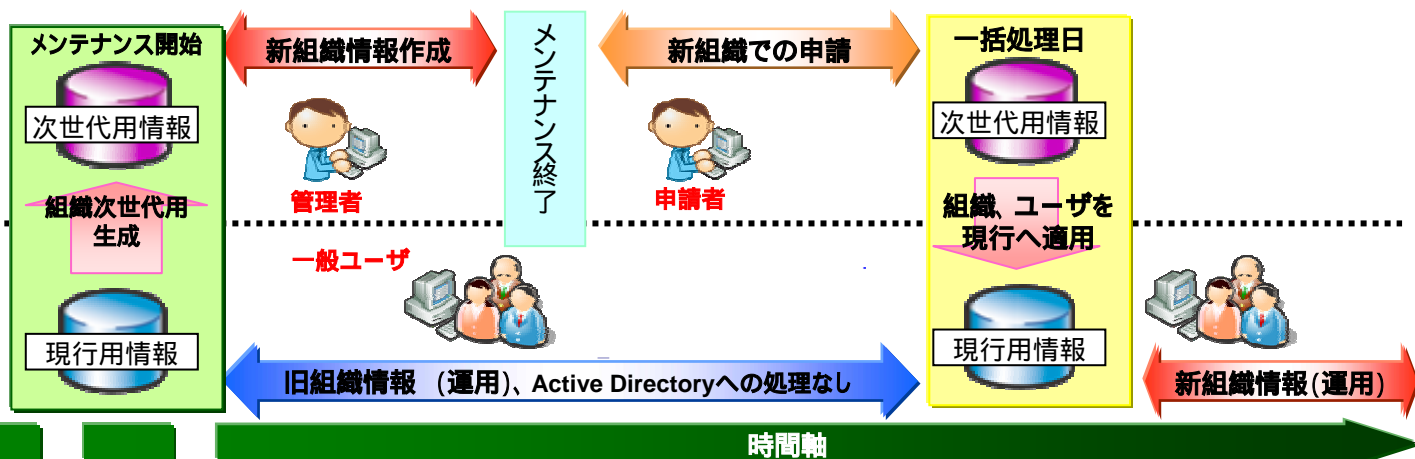 メンテナンス開始
次世代用情報
組織次世代用
生成
現行用情報
新組織情報作成
管理者
メンテナンス終了
新組織での申請
申請者
一般ユーザ
旧組織情報 (運用)、Active Directoryへの処理なし
一括処理日
次世代用情報
組織、ユーザを
現行へ適用
現行用情報
新組織情報(運用)
時間軸